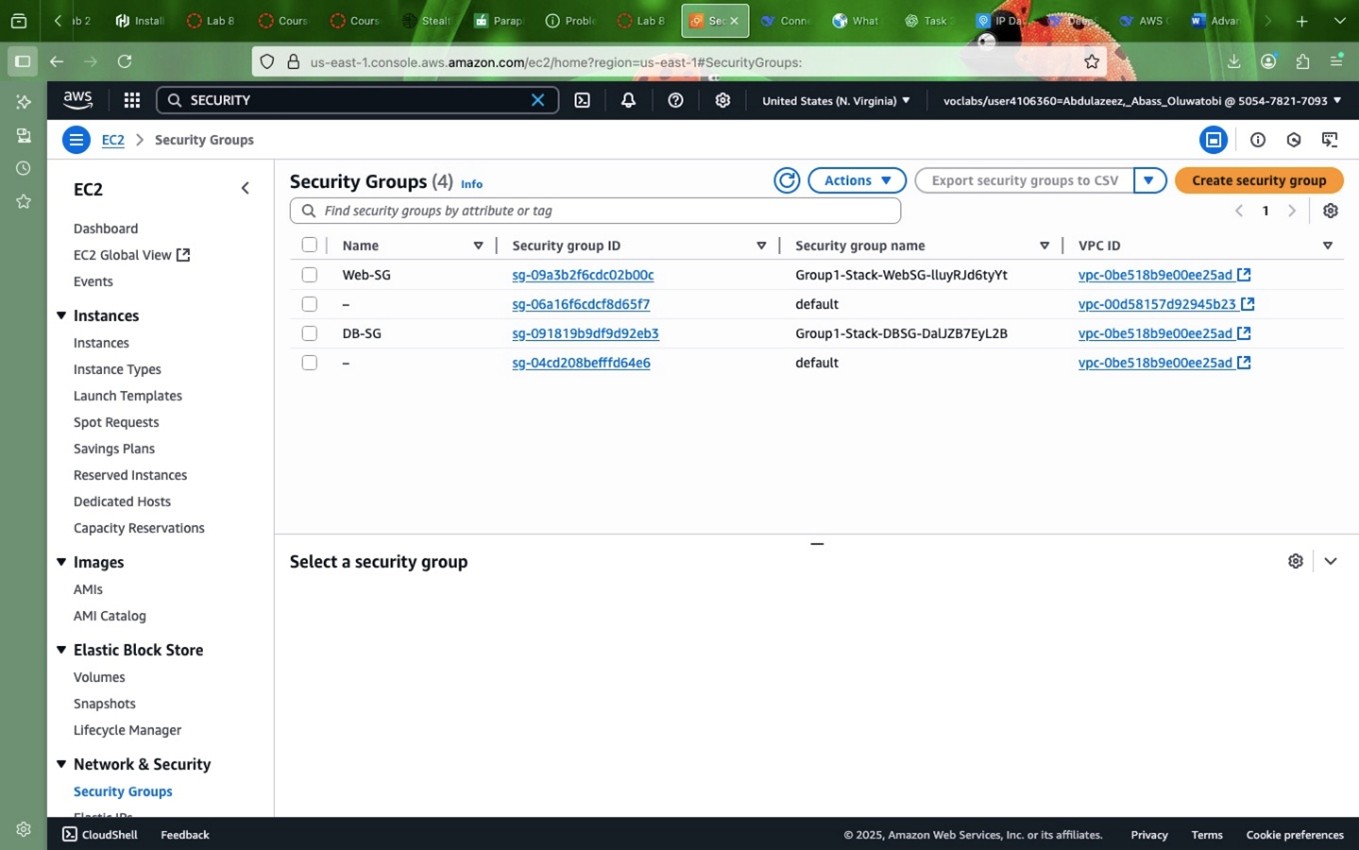 ab 2
Install
Lab 8
Cours
Cours
Stealt
Parap
Proble
Lab 8
Sec
Conn
What
Task 2
IP Da
AWS C
Advar
us-east-1.console.aws.amazon.com/ec2/home?region=us-east-1#SecurityGroups:
aws
SECURITY
United States (N. Virginia)
voclabs/user4106360=Abdulazeez,_Abass_Oluwatobi @ 5054-7821-7093
EC2
Security Groups
EC2
Dashboard
EC2 Global View
Events
Instances
Instances
Instance Types
Launch Templates
Spot Requests
Savings Plans
Reserved Instances
Dedicated Hosts
Capacity Reservations
Images
AMIs
AMI Catalog
Elastic Block Store
Volumes
Snapshots
Lifecycle Manager
Network & Security
Security Groups
Elastic IPs
Security Groups (4) Info
Actions
Export security groups to CSV
Create security group
Find security groups by attribute or tag
1
Name Security group ID Security group name VPC ID
Web-SG sg-09a3b2f6cdc02b00c Group1-Stack-WebSG-lluyRJd6tyYt vpc-0be518b9e00ee25ad
– sg-06a16f6cdcf8d65f7 default vpc-00d58157d92945b23
DB-SG sg-091819b9df9d92eb3 Group1-Stack-DBSG-DalJZB7EyL2B vpc-0be518b9e00ee25ad
– sg-04cd208befffd64e6 default vpc-0be518b9e00ee25ad
Select a security group
CloudShell Feedback
© 2025, Amazon Web Services, Inc. or its affiliates. Privacy Terms Cookie preferences